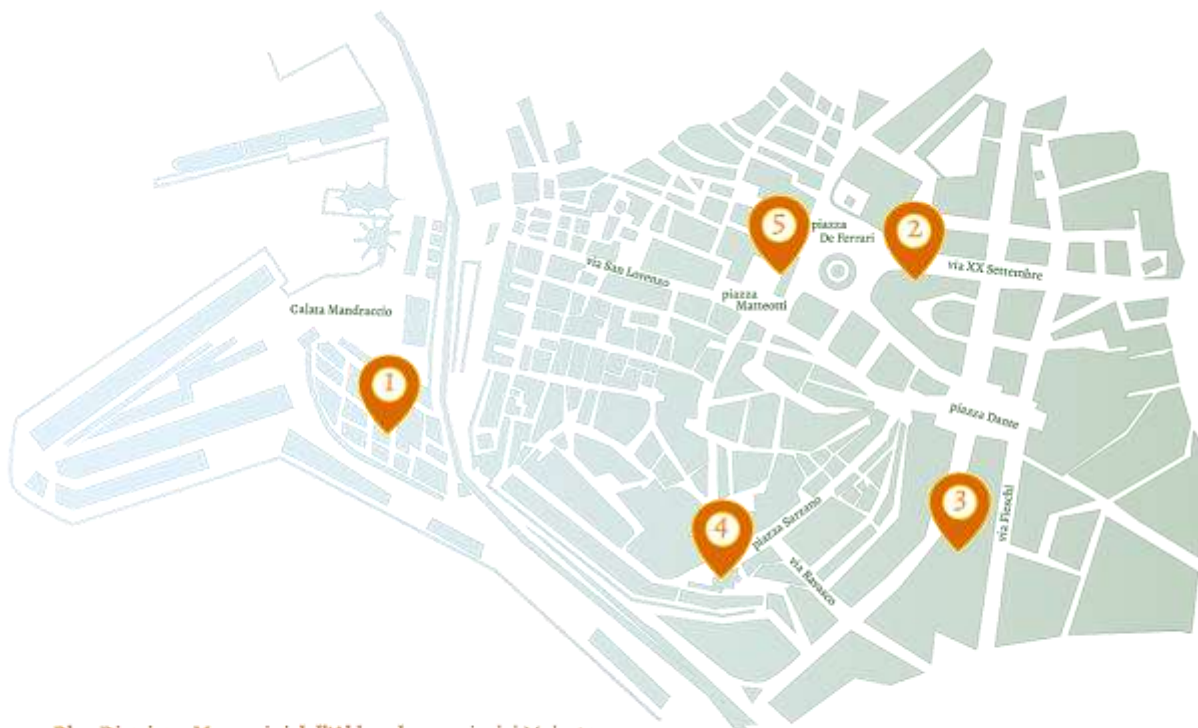 5
piazza
De Ferrari
2
via San Lorenzo
via XX Settembre
piazza
Matteotti
Calata Mandraccio
1
piazza Dante
3
4
piazza Sarzano
via Fieschi
via Ravasco